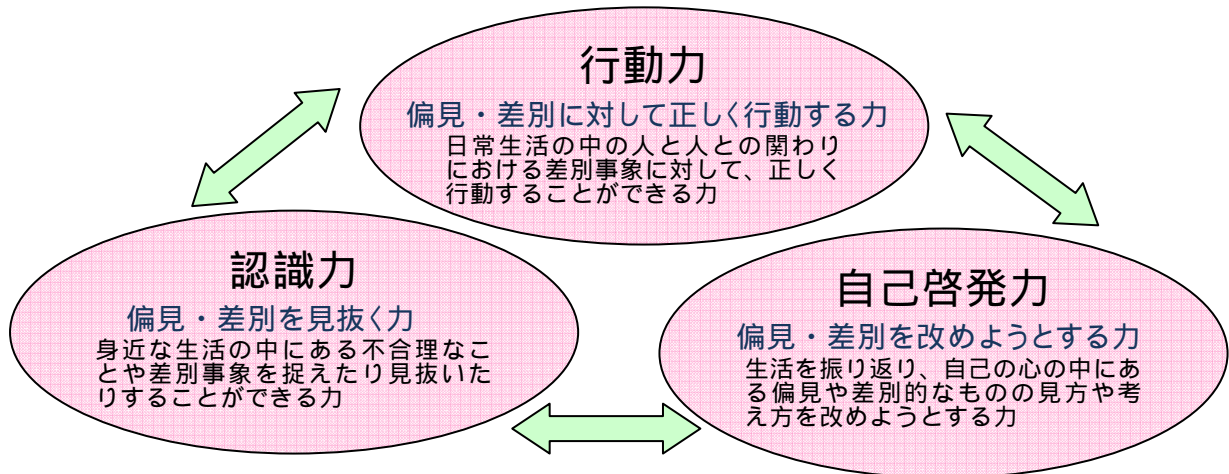 行動力
偏見・差別に対して正しく行動する力
日常生活の中の人と人との関わり
における差別事象に対して、正しく
行動することができる力
認識力
偏見・差別を見抜く力
身近な生活の中にある不合理なこ
とや差別事象を捉えたり見抜いた
りすることができる力
自己啓発力
偏見・差別を改めようとする力
生活を振り返り、自己の心の中にあ
る偏見や差別的なものの見方や考
え方を改めようとする力